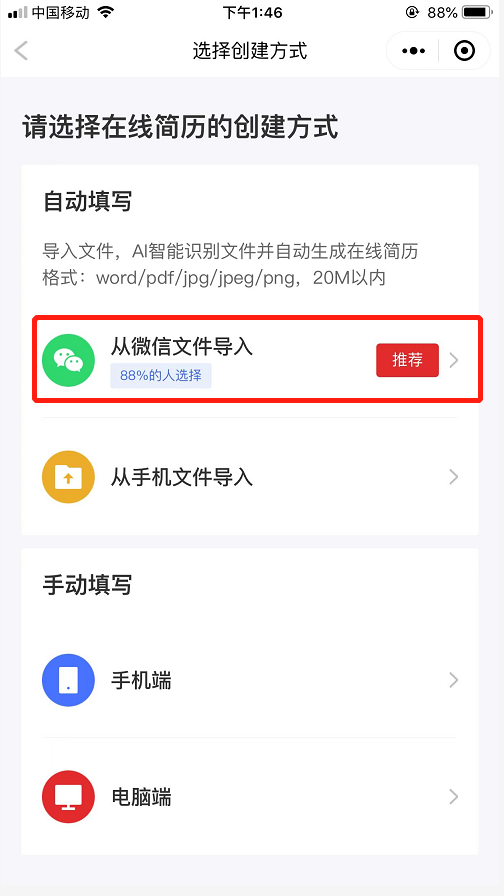 中国移动 下午1:46 88%
选择创建方式
请选择在线简历的创建方式
自动填写
导入文件，AI智能识别文件并自动生成在线简历
格式：word/pdf/jpg/jpeg/png，20M以内
从微信文件导入
推荐
88%的人选择
从手机文件导入
手动填写
手机端
电脑端